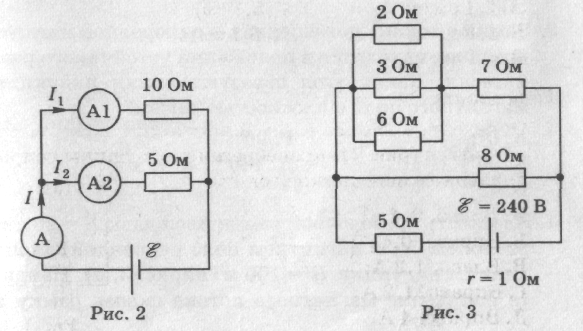 2 Ом
3 Ом
7 Ом
6 Ом
8 Ом
ℰ = 240 В
5 Ом
r = 1 Ом
Рис. 3
I₁
A1
10 Ом
I₂
A2
5 Ом
I
A
ℰ
Рис. 2